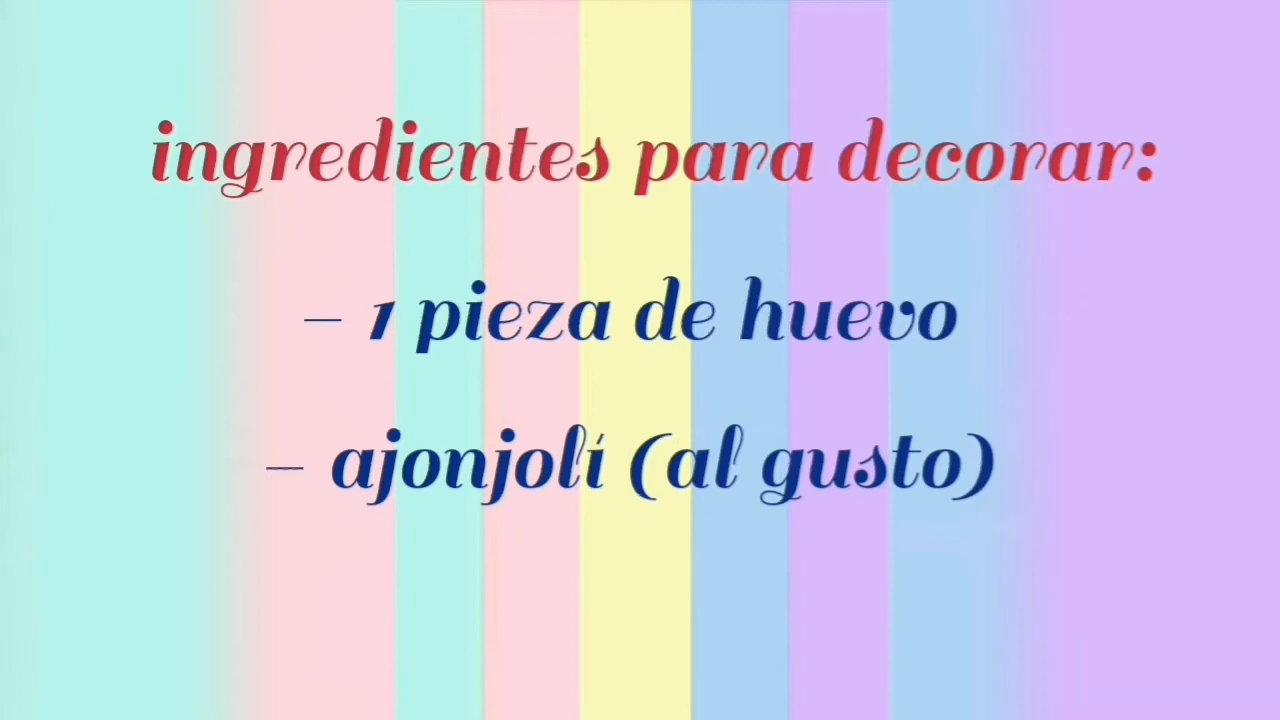 ingredientes para decorar:
– 1 pieza de huevo
– ajonjolí (al gusto)